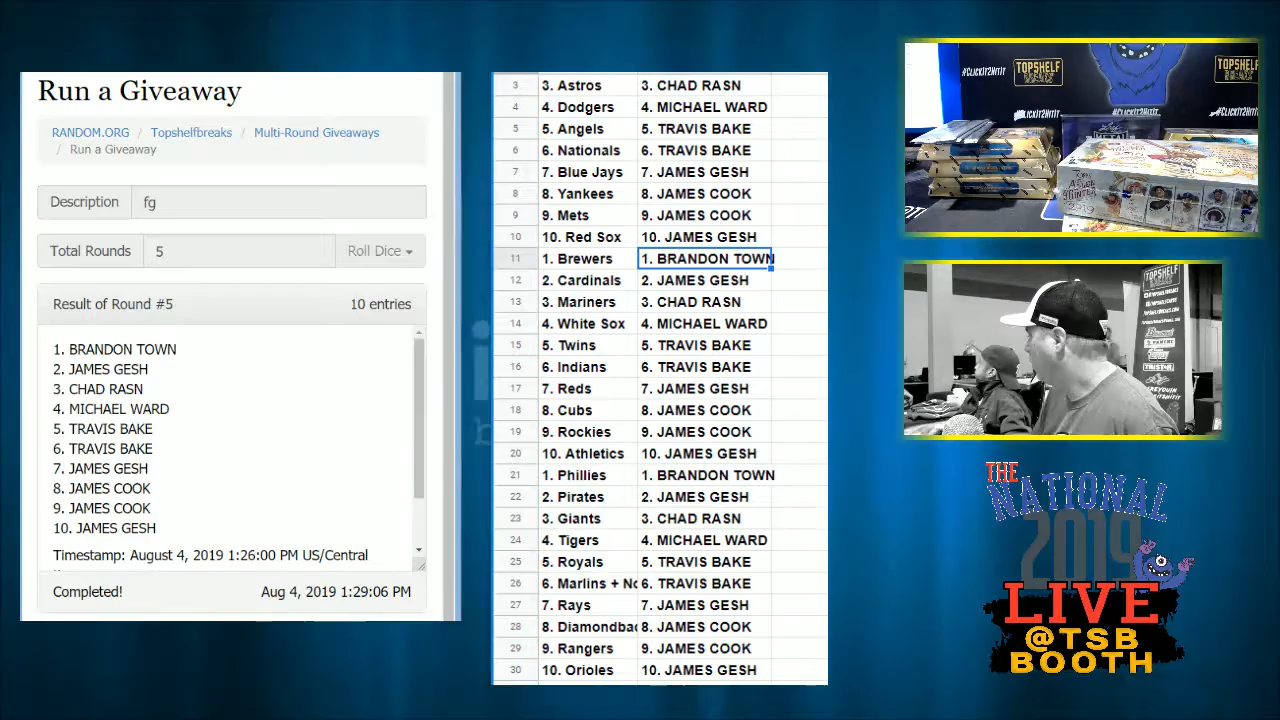 Run a Giveaway
RANDOM.ORG / Topshelfbreaks / Multi-Round Giveaways
/ Run a Giveaway
Description fg
Total Rounds 5 Roll Dice
Result of Round #5 10 entries
1. BRANDON TOWN
2. JAMES GESH
3. CHAD RASN
4. MICHAEL WARD
5. TRAVIS BAKE
6. TRAVIS BAKE
7. JAMES GESH
8. JAMES COOK
9. JAMES COOK
10. JAMES GESH
Timestamp: August 4, 2019 1:26:00 PM US/Central
Completed! Aug 4, 2019 1:29:06 PM
3 3. Astros 3. CHAD RASN
4 4. Dodgers 4. MICHAEL WARD
5 5. Angels 5. TRAVIS BAKE
6 6. Nationals 6. TRAVIS BAKE
7 7. Blue Jays 7. JAMES GESH
8 8. Yankees 8. JAMES COOK
9 9. Mets 9. JAMES COOK
10 10. Red Sox 10. JAMES GESH
11 1. Brewers 1. BRANDON TOWN
12 2. Cardinals 2. JAMES GESH
13 3. Mariners 3. CHAD RASN
14 4. White Sox 4. MICHAEL WARD
15 5. Twins 5. TRAVIS BAKE
16 6. Indians 6. TRAVIS BAKE
17 7. Reds 7. JAMES GESH
18 8. Cubs 8. JAMES COOK
19 9. Rockies 9. JAMES COOK
20 10. Athletics 10. JAMES GESH
21 1. Phillies 1. BRANDON TOWN
22 2. Pirates 2. JAMES GESH
23 3. Giants 3. CHAD RASN
24 4. Tigers 4. MICHAEL WARD
25 5. Royals 5. TRAVIS BAKE
26 6. Marlins + No 6. TRAVIS BAKE
27 7. Rays 7. JAMES GESH
28 8. Diamondbac 8. JAMES COOK
29 9. Rangers 9. JAMES COOK
30 10. Orioles 10. JAMES GESH
#CLICKIT2HIT
TOPSHELF
BREAKS
TOPSHELF
#CLICKIT2HIT
METAL
2019
TOPSHELF
BREAKS
Bowman
PANINI
Topps
TRISTAR
THE
NATIONAL
2019
LIVE
@TSB
BOOTH